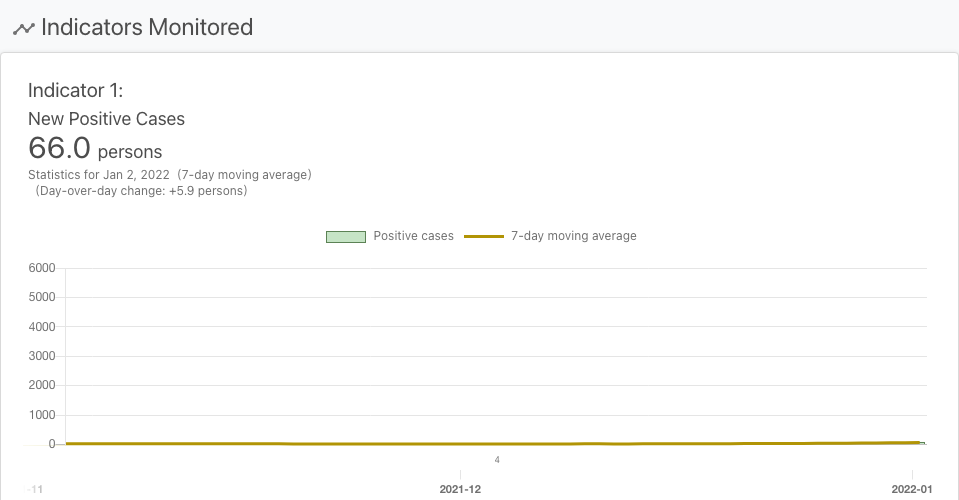 Indicators Monitored
Indicator 1:
New Positive Cases
66.0 persons
Statistics for Jan 2, 2022 (7-day moving average)
(Day-over-day change: +5.9 persons)
Positive cases 7-day moving average
6000
5000
4000
3000
2000
1000
0
4
-11 2021-12 2022-01